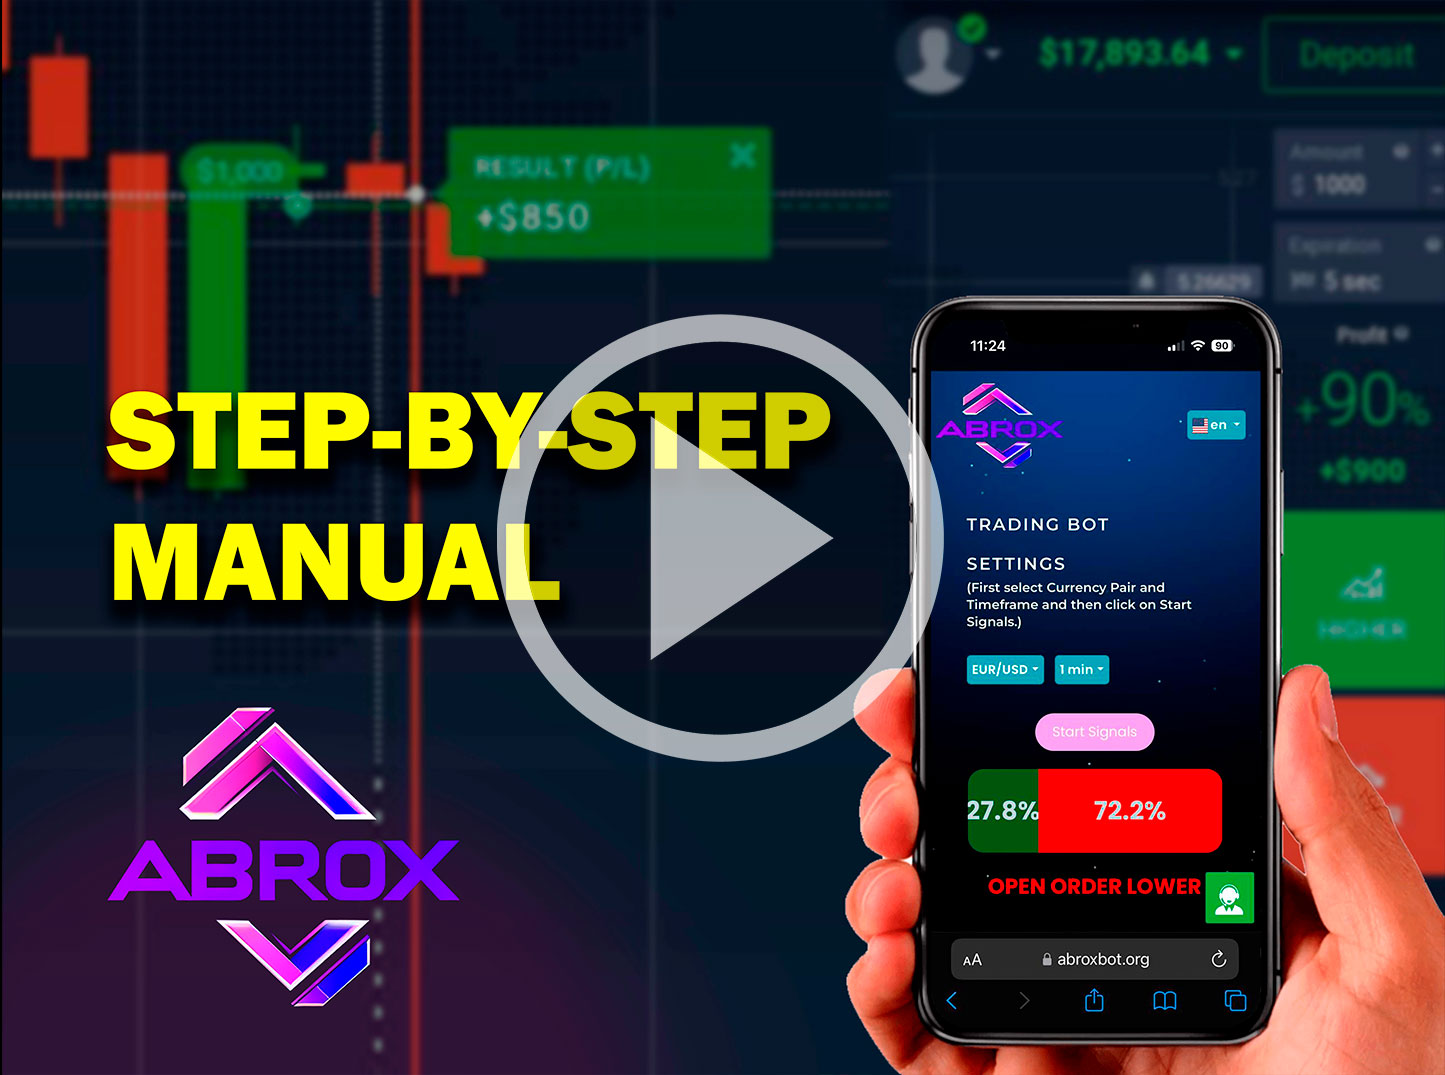 $17,893.64
Deposit
$1,000
RESULT (P/L)
+$850
Amount
$ 1000
Expiration
5 sec
Profit
+90%
+$900
HIGHER
STEP-BY-STEP
MANUAL
ABROX
11:24
90
ABROX
en
TRADING BOT
SETTINGS
(First select Currency Pair and
Timeframe and then click on Start
Signals.)
EUR/USD
1 min
Start Signals
27.8% 72.2%
OPEN ORDER LOWER
AA abroxbot.org